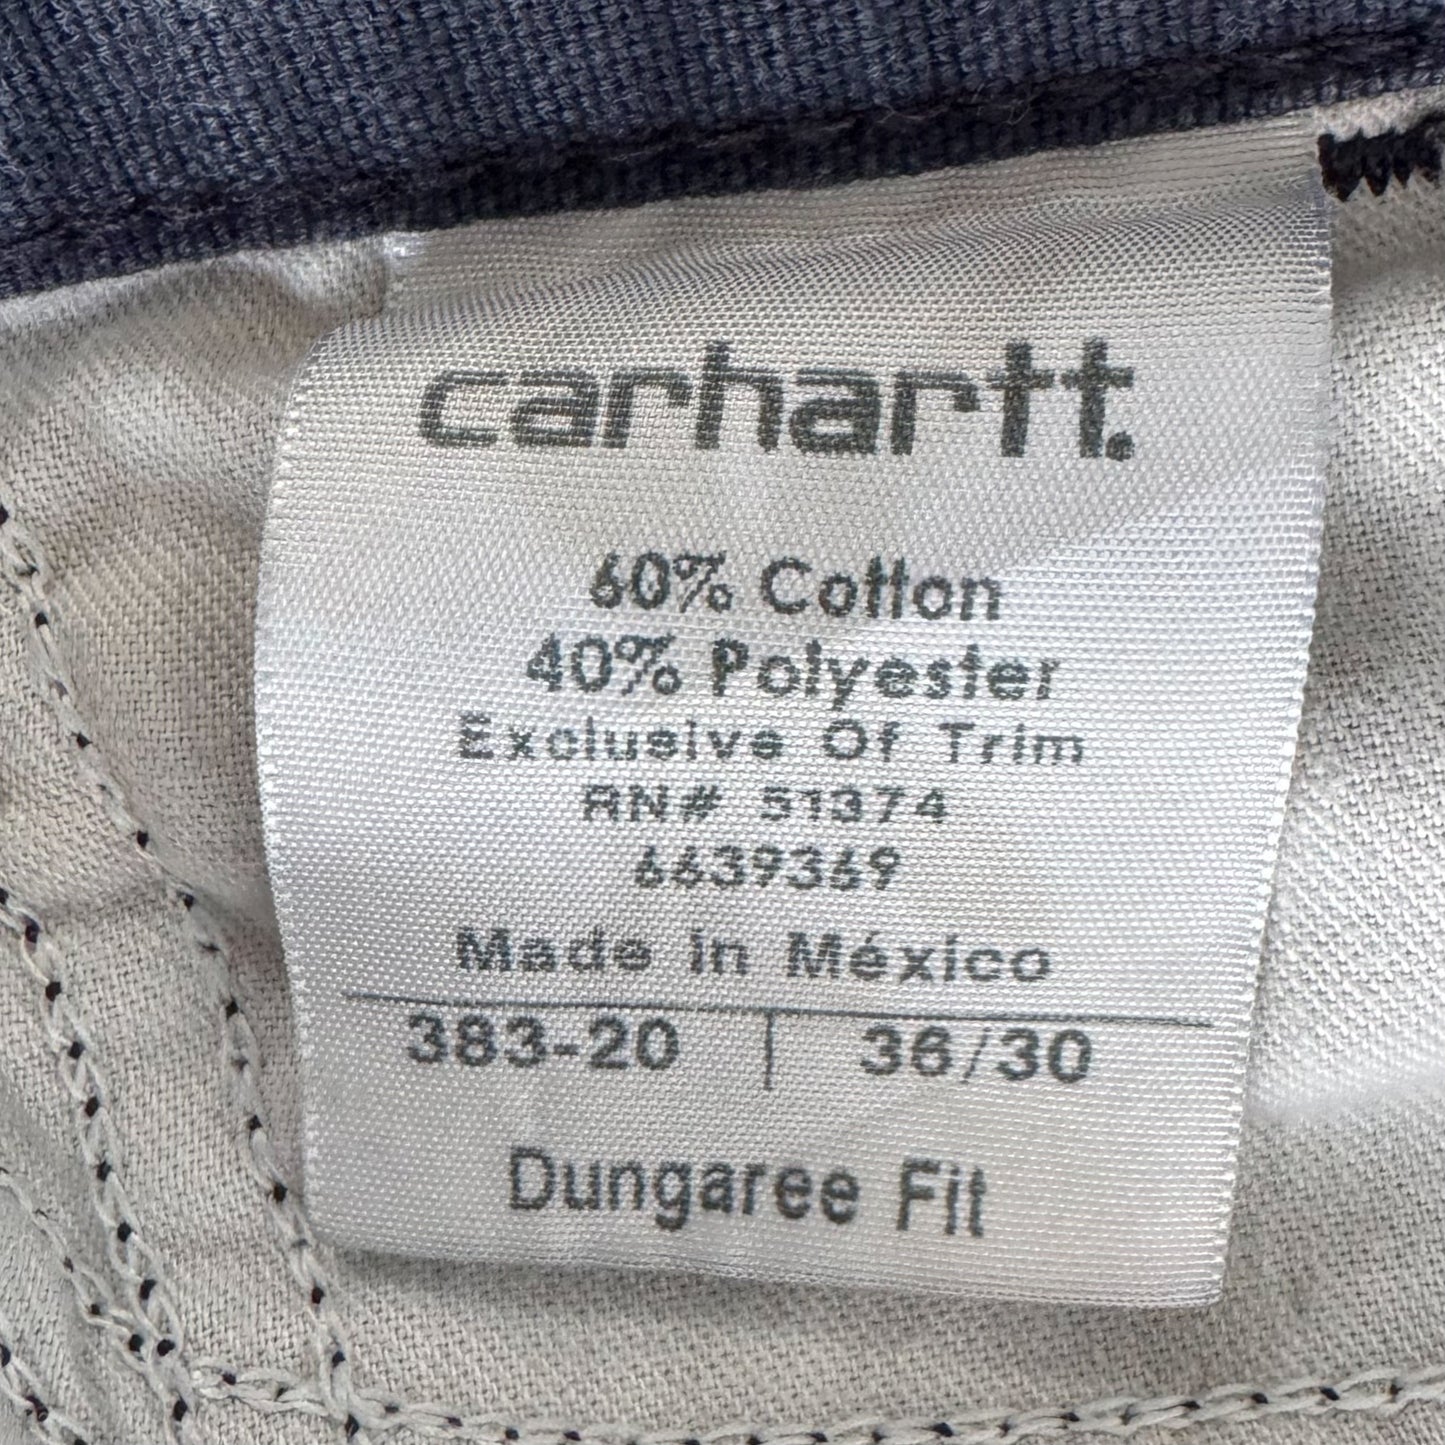 carhartt.
60% Cotton
40% Polyester
Exclusive Of Trim
RN# 51374
6639369
Made in México
383-20 | 36/30
Dungaree Fit